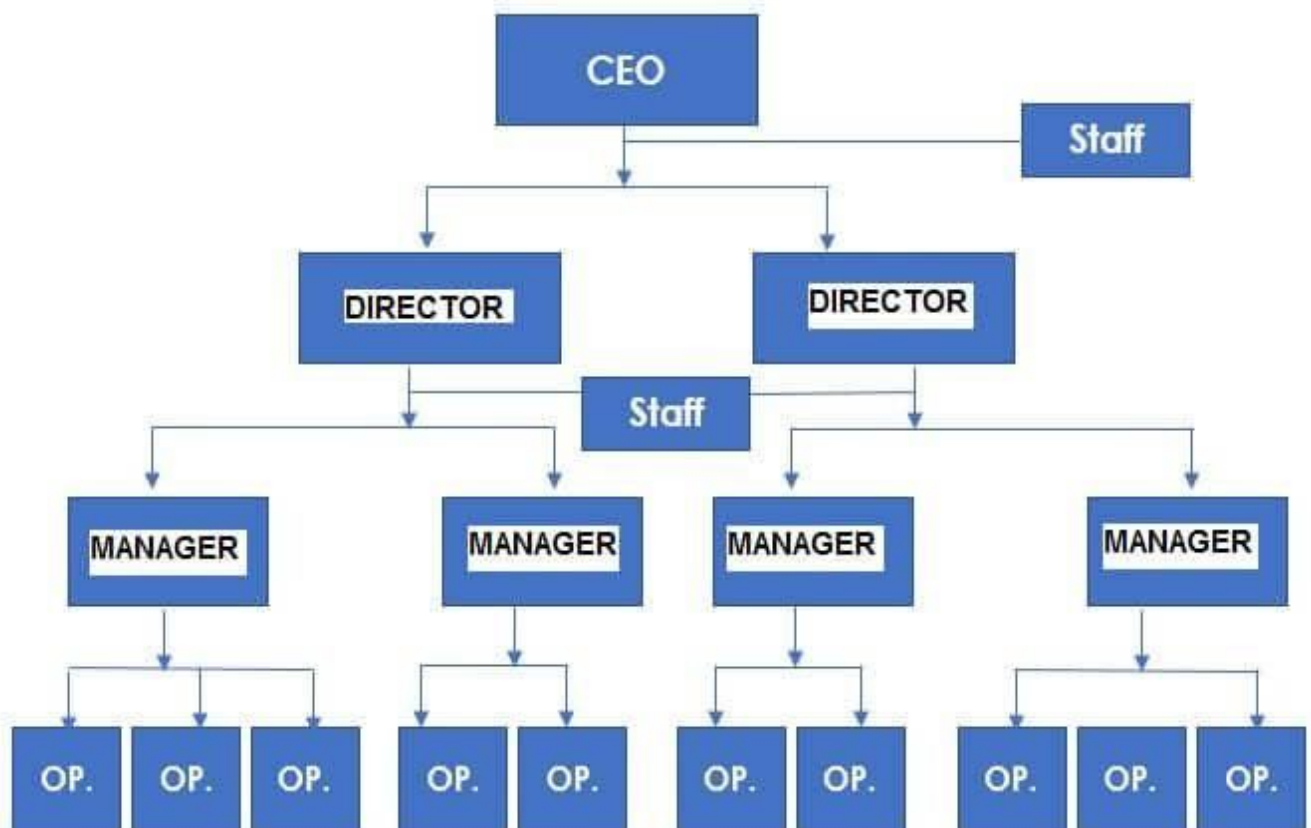 CEO
Staff
DIRECTOR
DIRECTOR
Staff
MANAGER
MANAGER
MANAGER
MANAGER
OP.
OP.
OP.
OP.
OP.
OP.
OP.
OP.
OP.
OP.